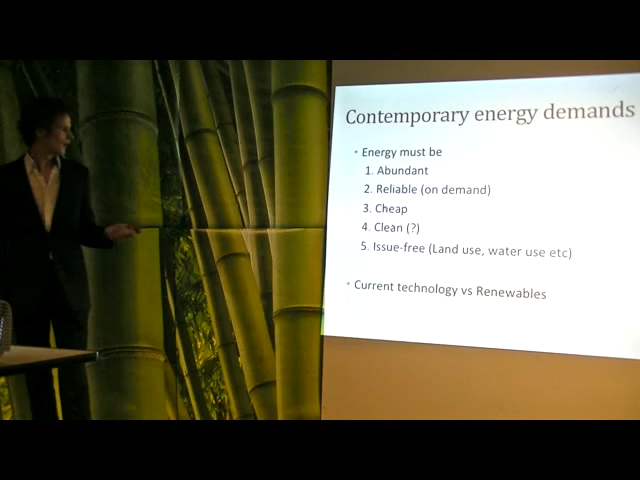 Contemporary energy demands
• Energy must be
1. Abundant
2. Reliable (on demand)
3. Cheap
4. Clean (?)
5. Issue-free (Land use, water use etc)
• Current technology vs Renewables